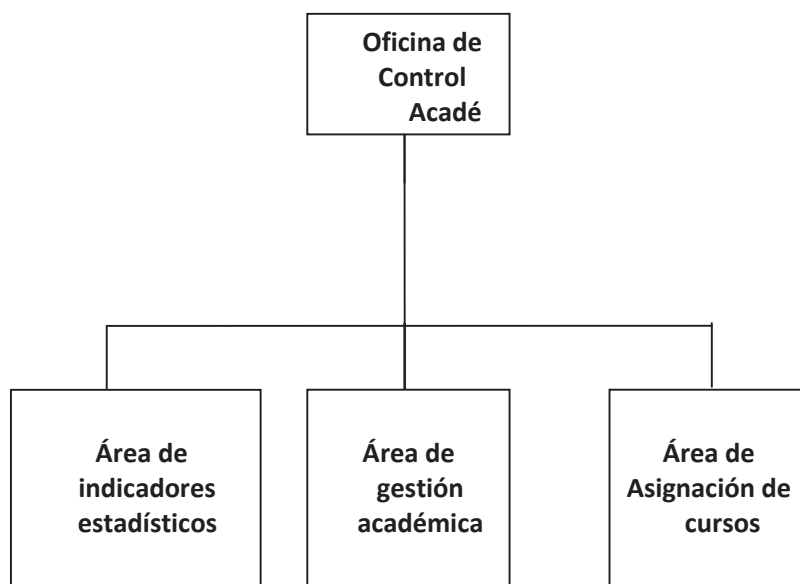 Oficina de
Control
Acadé
Área de
indicadores
estadísticos
Área de
gestión
académica
Área de
Asignación de
cursos